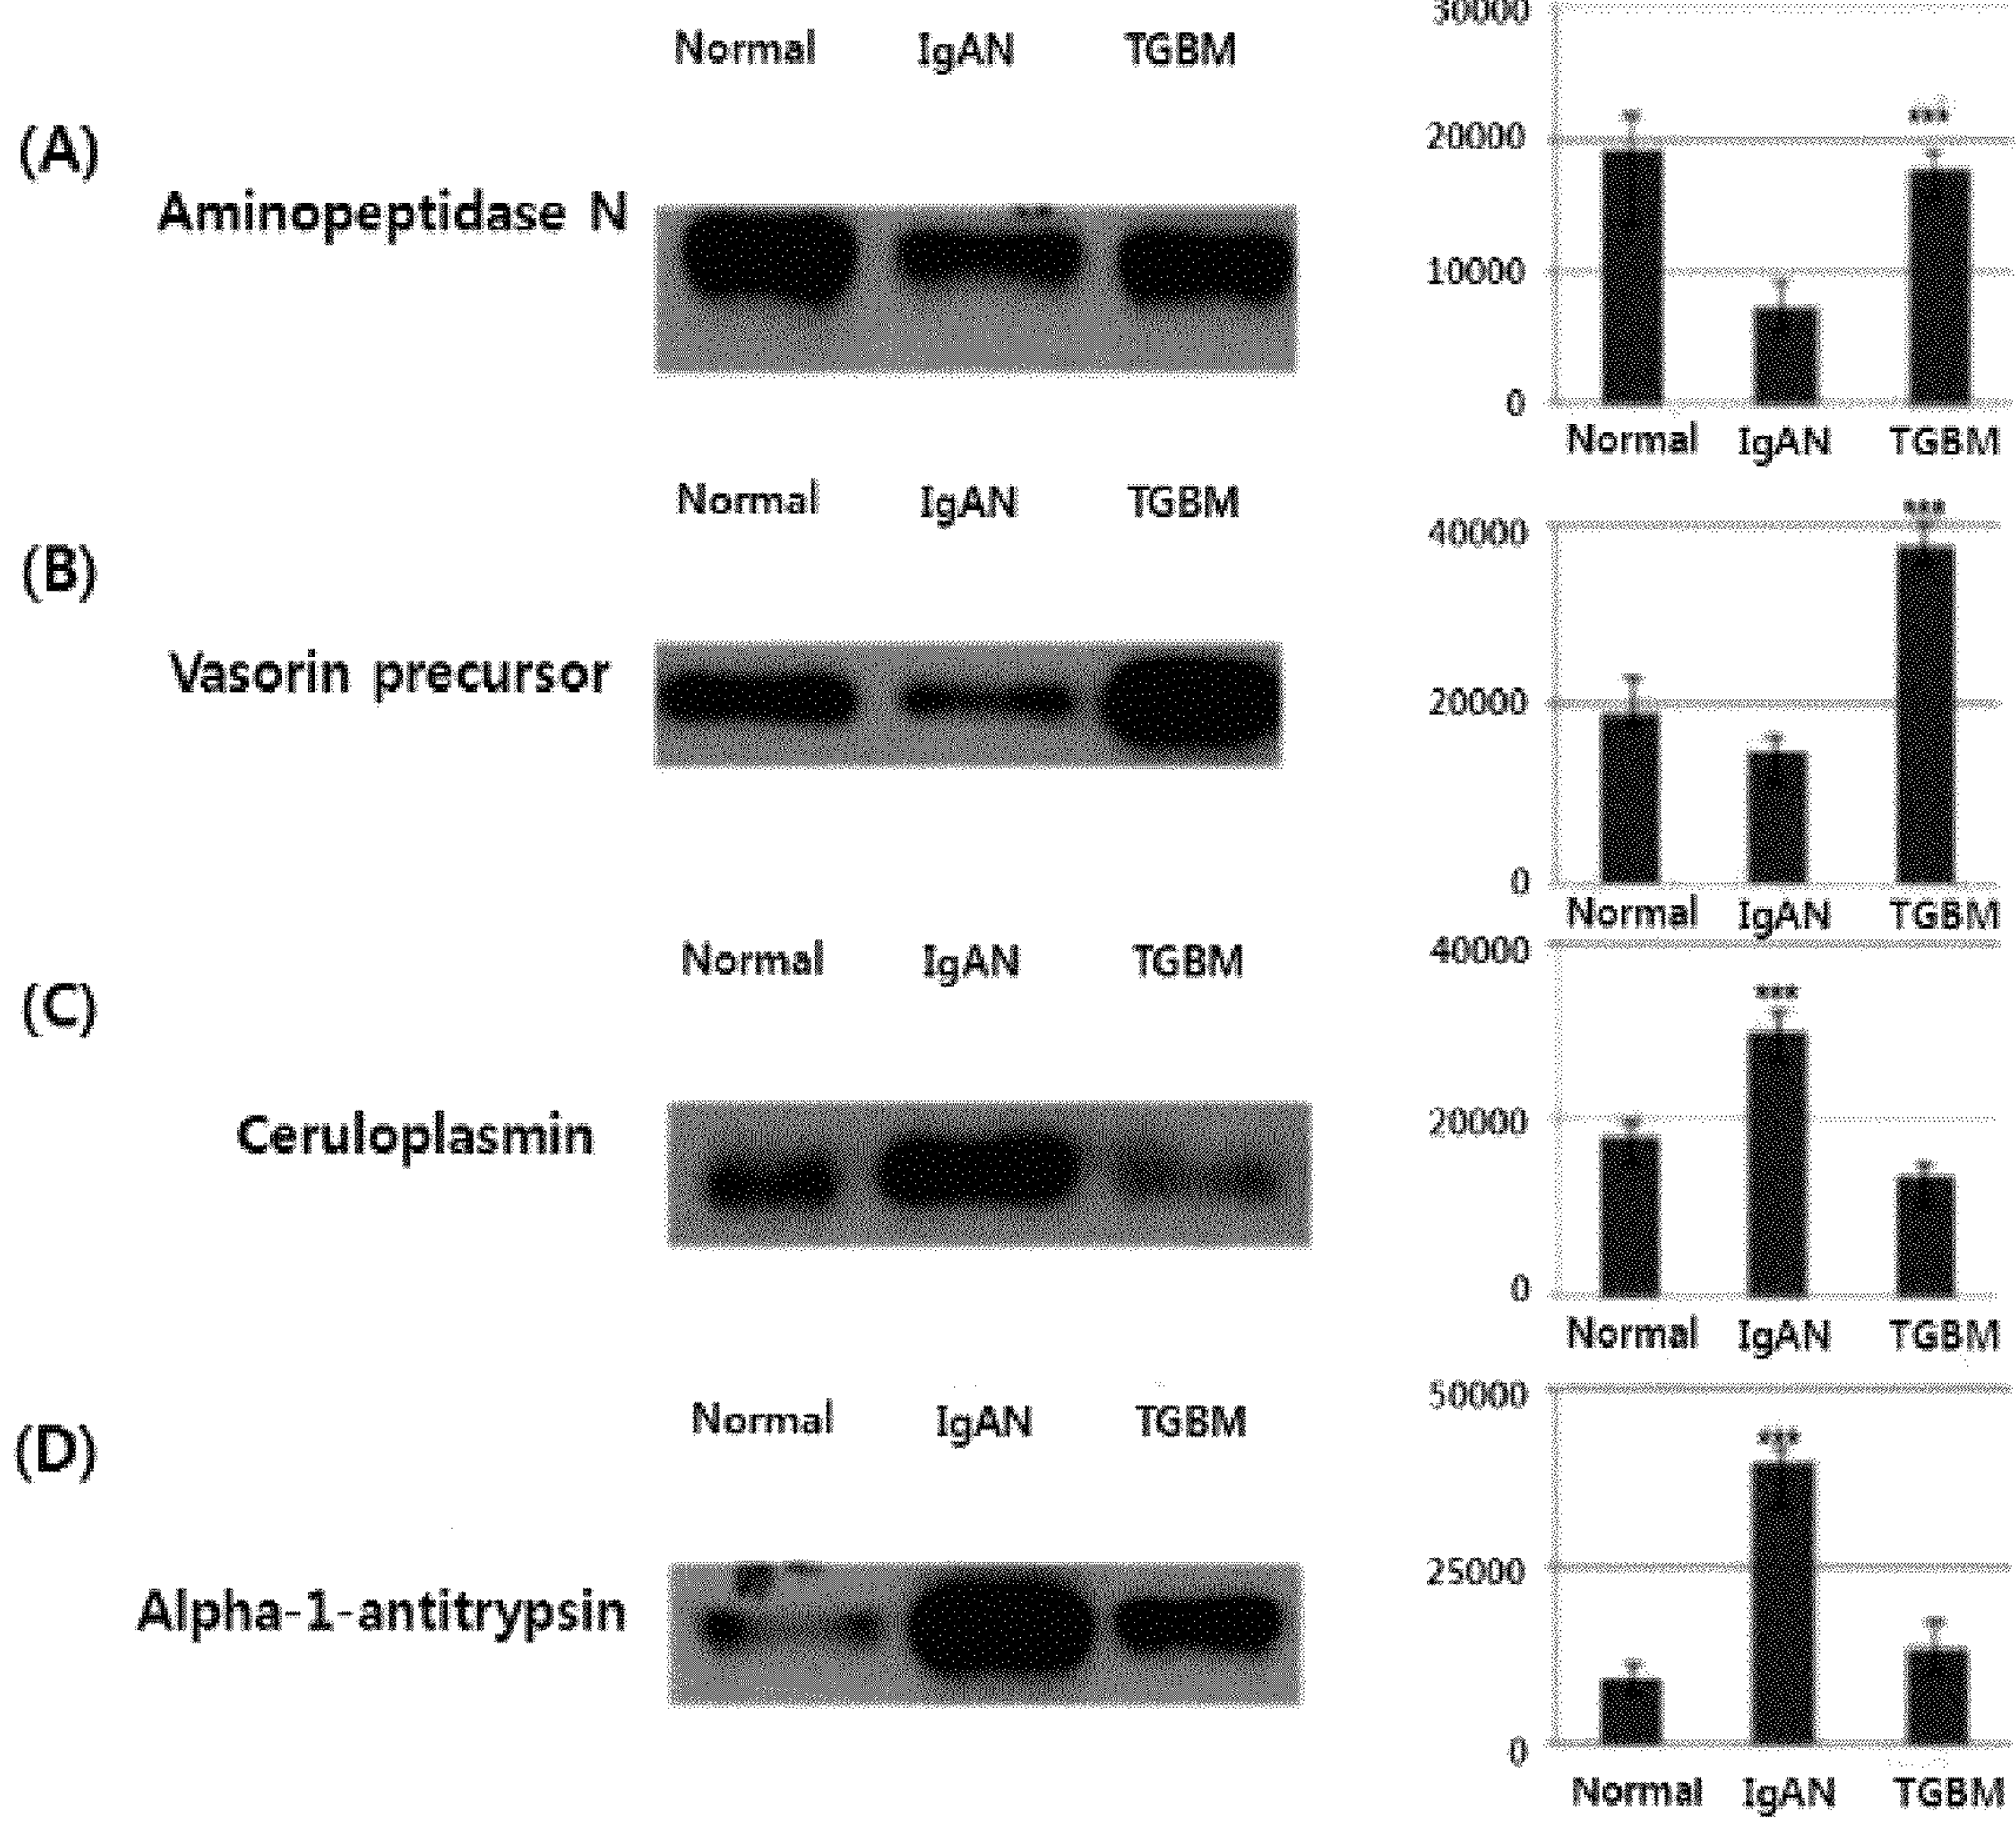 Normal IgAN TGBM
(A)
Aminopeptidase N
30000
***
20000
10000
0
Normal IgAN TGBM
Normal IgAN TGBM
(B)
Vasorin precursor
***
40000
20000
0
Normal IgAN TGBM
Normal IgAN TGBM
(C)
Ceruloplasmin
40000
***
20000
0
Normal IgAN TGBM
Normal IgAN TGBM
(D)
Alpha-1-antitrypsin
50000
***
25000
0
Normal IgAN TGBM